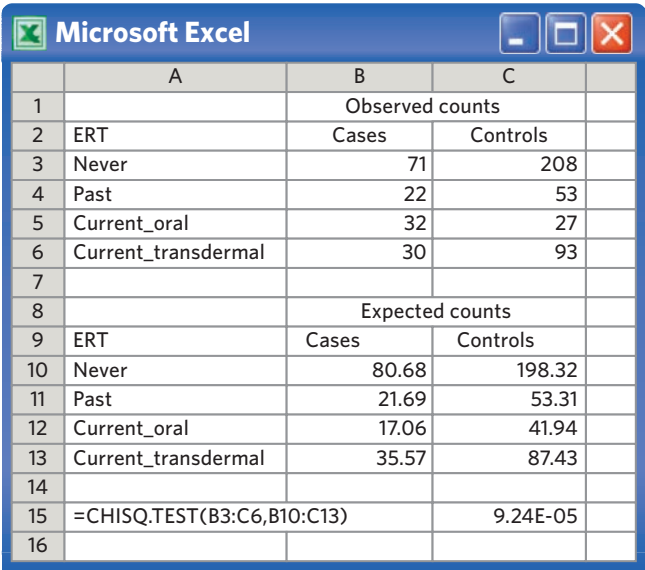 Microsoft Excel
A B C
1 Observed counts
2 ERT Cases Controls
3 Never 71 208
4 Past 22 53
5 Current_oral 32 27
6 Current_transdermal 30 93
7
8 Expected counts
9 ERT Cases Controls
10 Never 80.68 198.32
11 Past 21.69 53.31
12 Current_oral 17.06 41.94
13 Current_transdermal 35.57 87.43
14
15 =CHISQ.TEST(B3:C6,B10:C13) 9.24E-05
16